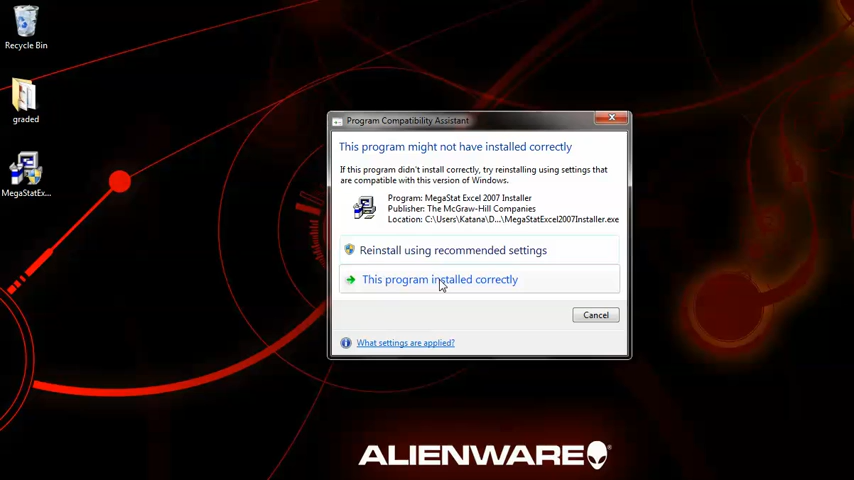 Recycle Bin
graded
MegaStatEx...
Program Compatibility Assistant
This program might not have installed correctly
If this program didn't install correctly, try reinstalling using settings that
are compatible with this version of Windows.
Program: MegaStat Excel 2007 Installer
Publisher: The McGraw-Hill Companies
Location: C:\Users\Katana\D...\MegaStatExcel2007Installer.exe
Reinstall using recommended settings
This program installed correctly
Cancel
What settings are applied?
ALIENWARE